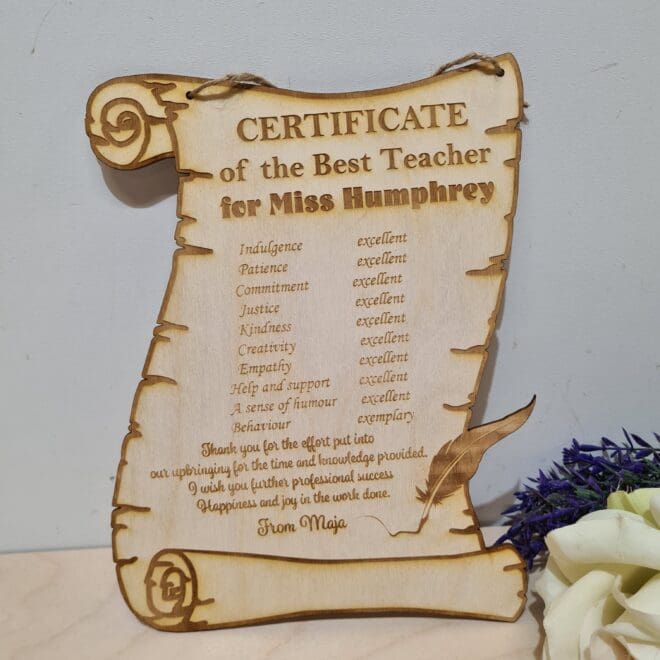 CERTIFICATE
of the Best Teacher
for Miss Humphrey
Indulgence excellent
Patience excellent
Commitment excellent
Justice excellent
Kindness excellent
Creativity excellent
Empathy excellent
Help and support excellent
A sense of humour excellent
Behaviour exemplary
Thank you for the effort put into
our upbringing for the time and knowledge provided.
I wish you further professional success
Happiness and joy in the work done.
From Maja